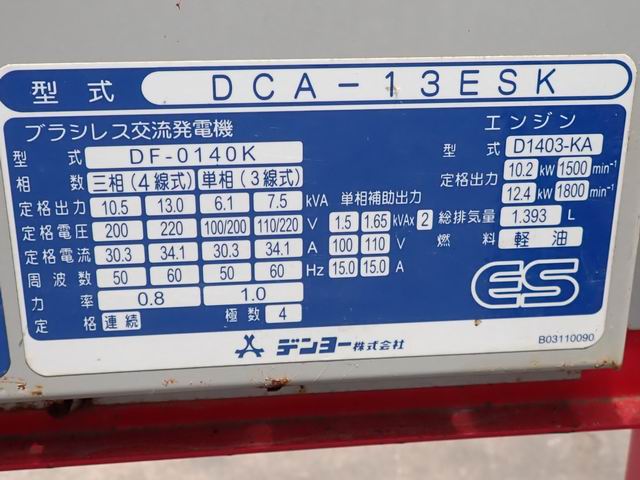 型式 DCA-13ESK
ブラシレス交流発電機
型式 DF-0140K
相数 三相(4線式) 単相(3線式)
定格出力 10.5 13.0 6.1 7.5 kVA 単相補助出力
定格電圧 200 220 100/200 110/220 V 1.5 1.65 kVAx 2
定格電流 30.3 34.1 30.3 34.1 A 100 110 V
周波数 50 60 50 60 Hz 15.0 15.0 A
力率 0.8 1.0
定格 連続 極数 4
エンジン
型式 D1403-KA
定格出力 10.2 kW 1500 min⁻¹
12.4 kW 1800 min⁻¹
総排気量 1.393 L
燃料 軽油
ES
デンヨー株式会社
B03110090